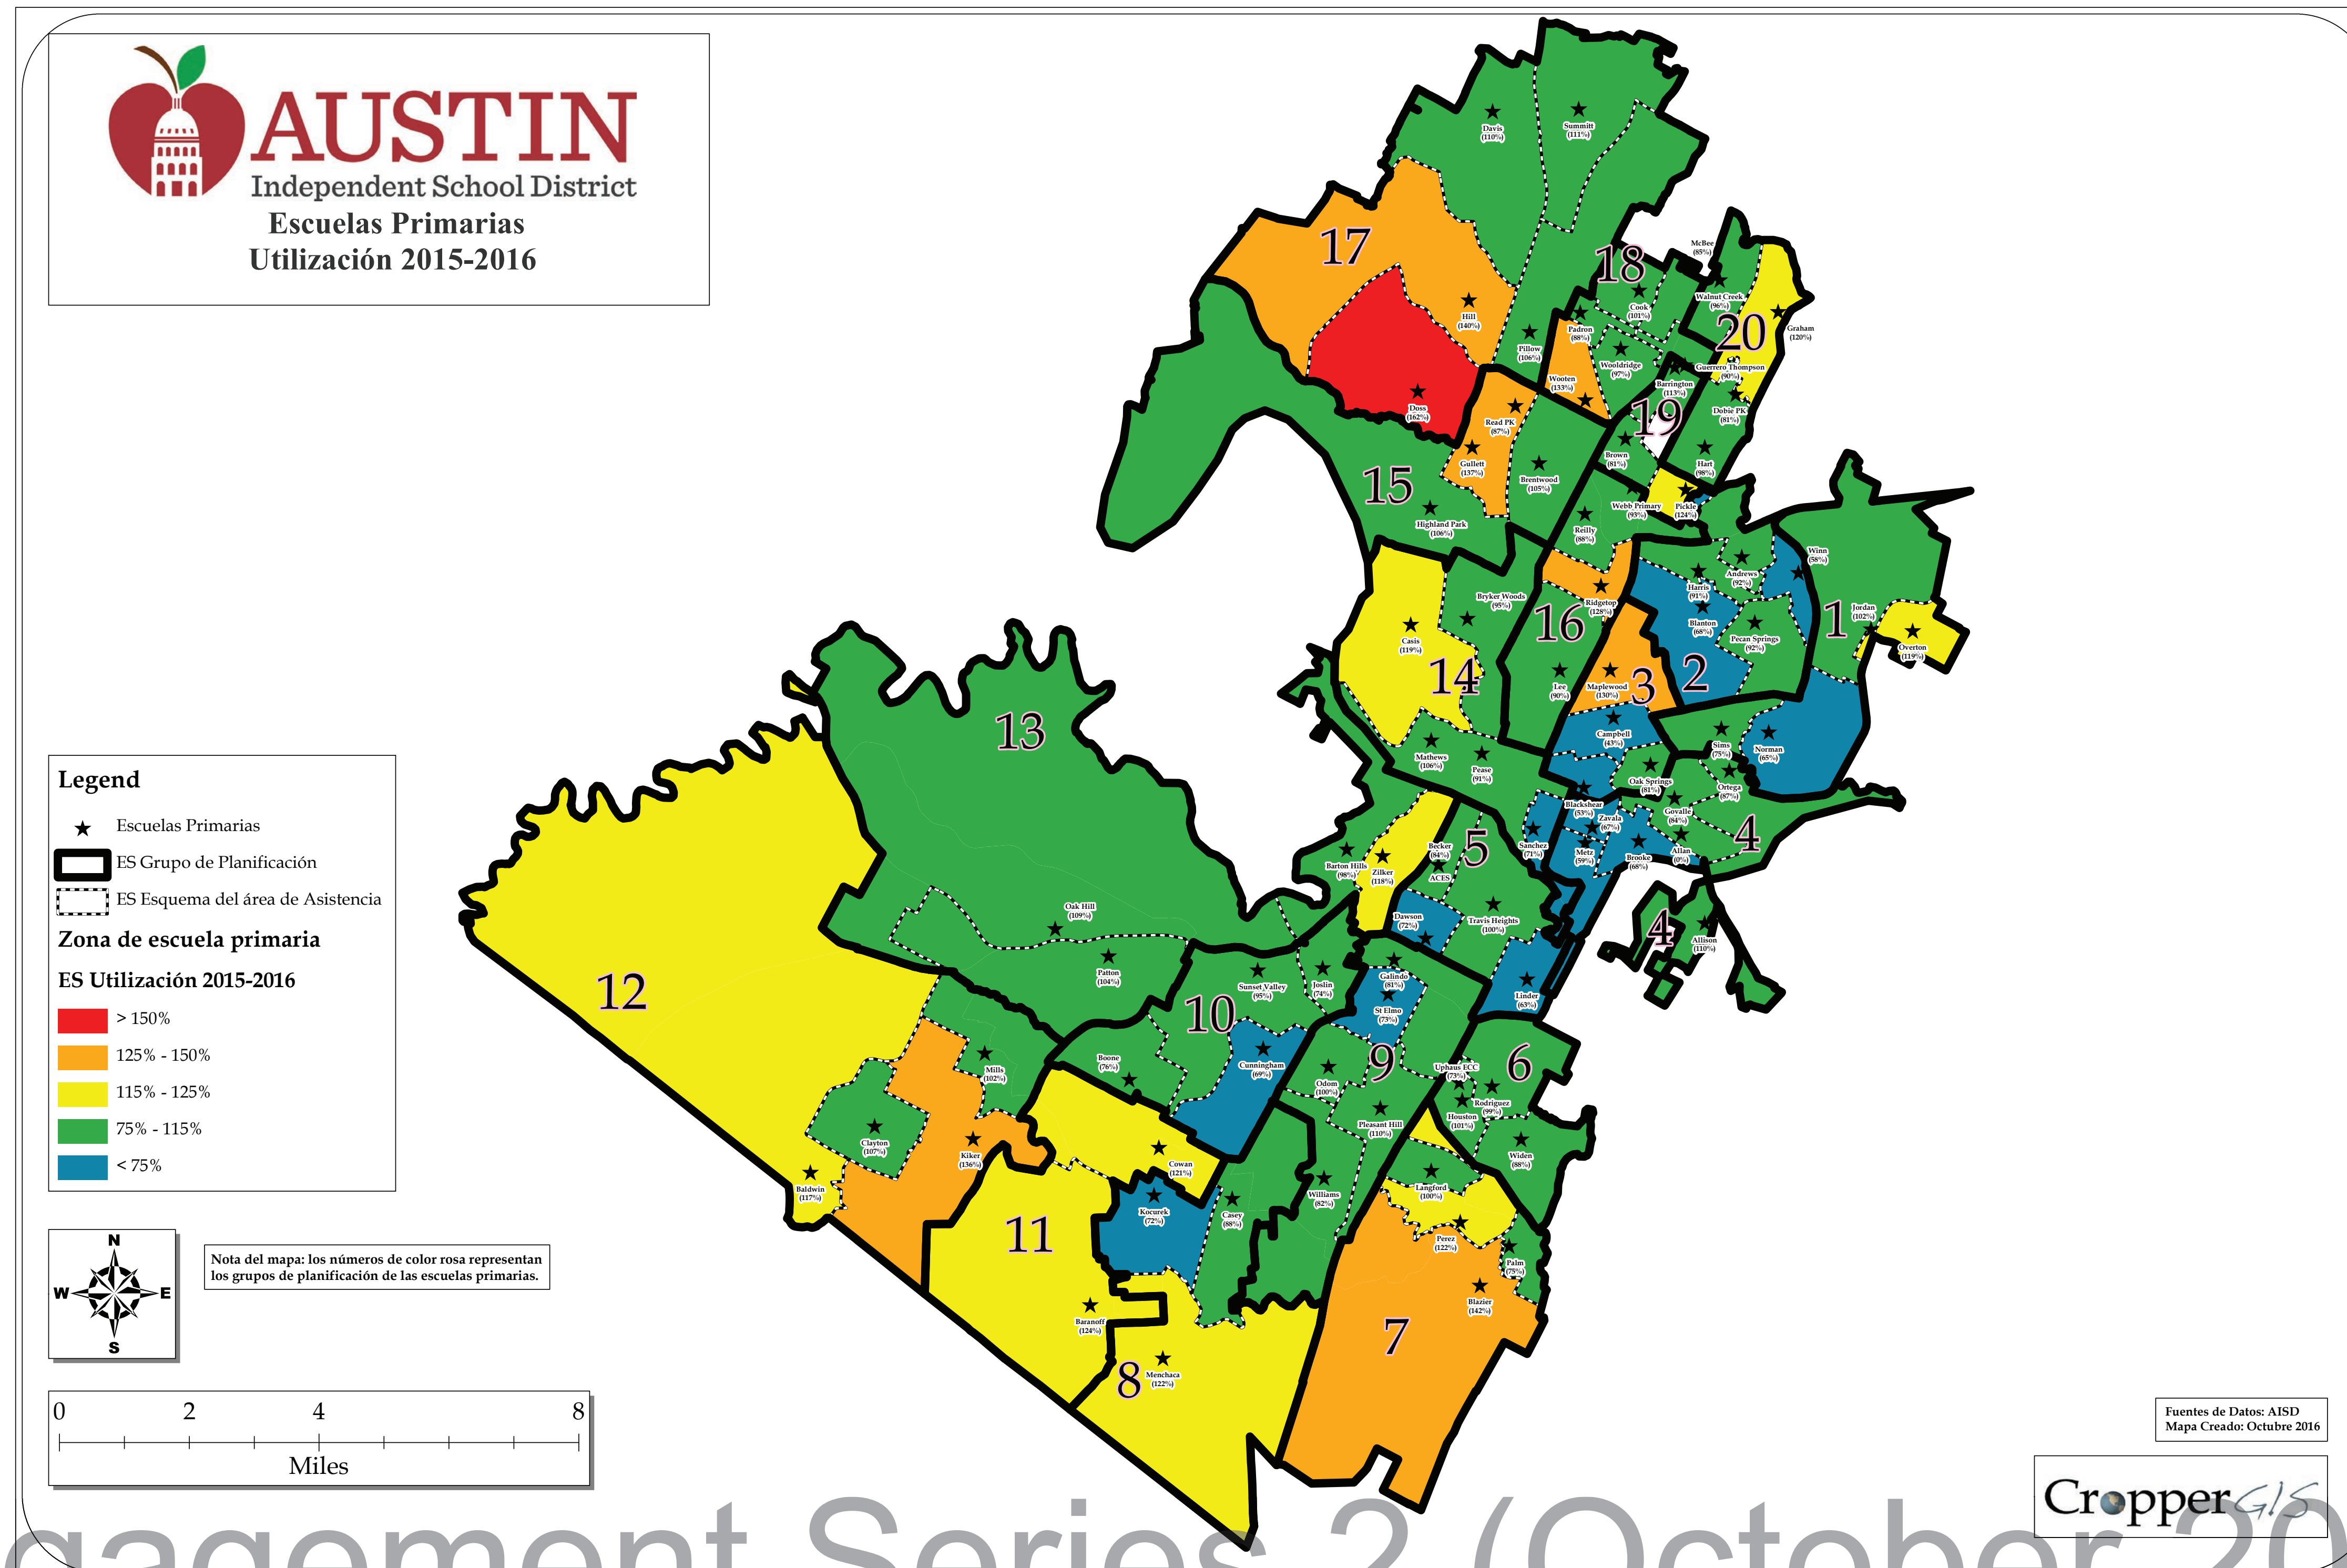 AUSTIN
Independent School District
Escuelas Primarias
Utilización 2015-2016
Legend
Escuelas Primarias
ES Grupo de Planificación
ES Esquema del área de Asistencia
Zona de escuela primaria
ES Utilización 2015-2016
> 150%
125% - 150%
115% - 125%
75% - 115%
< 75%
N
W E
S
Nota del mapa: los números de color rosa representan
los grupos de planificación de las escuelas primarias.
0 2 4 8
Miles
Davis
(110%)
Summitt
(111%)
17
18
McBee
(85%)
Walnut Creek
(96%)
Cook
(101%)
Hill
(140%)
Padron
(88%)
20
Graham
(120%)
Pillow
(106%)
Wooldridge
(97%)
Guerrero Thompson
(90%)
Wooten
(133%)
Barrington
(113%)
Doss
(162%)
19
Dobie PK
(81%)
Read PK
(87%)
Gullett
(137%)
Brown
(81%)
Hart
(98%)
15
Brentwood
(105%)
Highland Park
(106%)
Webb Primary
(93%)
Pickle
(124%)
Reilly
(88%)
Winn
(58%)
Andrews
(92%)
Harris
(91%)
Bryker Woods
(95%)
Ridgetop
(128%)
16
Blanton
(68%)
1
Jordan
(102%)
Casis
(119%)
Pecan Springs
(92%)
Overton
(119%)
14
Lee
(90%)
Maplewood
(130%)
3
2
13
Campbell
(43%)
Sims
(75%)
Norman
(65%)
Mathews
(106%)
Pease
(91%)
Oak Springs
(81%)
Ortega
(87%)
Blackshear
(53%)
Govalle
(84%)
Zavala
(67%)
4
5
Becker
(84%)
ACES
Sanchez
(71%)
Metz
(59%)
Brooke
(68%)
Allan
(0%)
Barton Hills
(98%)
Zilker
(118%)
Oak Hill
(109%)
Dawson
(72%)
Travis Heights
(100%)
4
Allison
(110%)
Patton
(104%)
12
Sunset Valley
(95%)
Joslin
(74%)
Galindo
(81%)
Linder
(63%)
10
St Elmo
(73%)
Boone
(76%)
Mills
(102%)
Cunningham
(69%)
9
6
Uphaus ECC
(73%)
Odom
(100%)
Rodriguez
(99%)
Houston
(101%)
Pleasant Hill
(110%)
Clayton
(107%)
Kiker
(136%)
Cowan
(121%)
Widen
(88%)
Baldwin
(117%)
Langford
(100%)
Williams
(82%)
Kocurek
(72%)
Casey
(88%)
11
Perez
(122%)
Palm
(75%)
Blazier
(142%)
Baranoff
(124%)
7
8
Menchaca
(122%)
Fuentes de Datos: AISD
Mapa Creado: Octubre 2016
Cropper GIS
gagement Series 2 (October 20